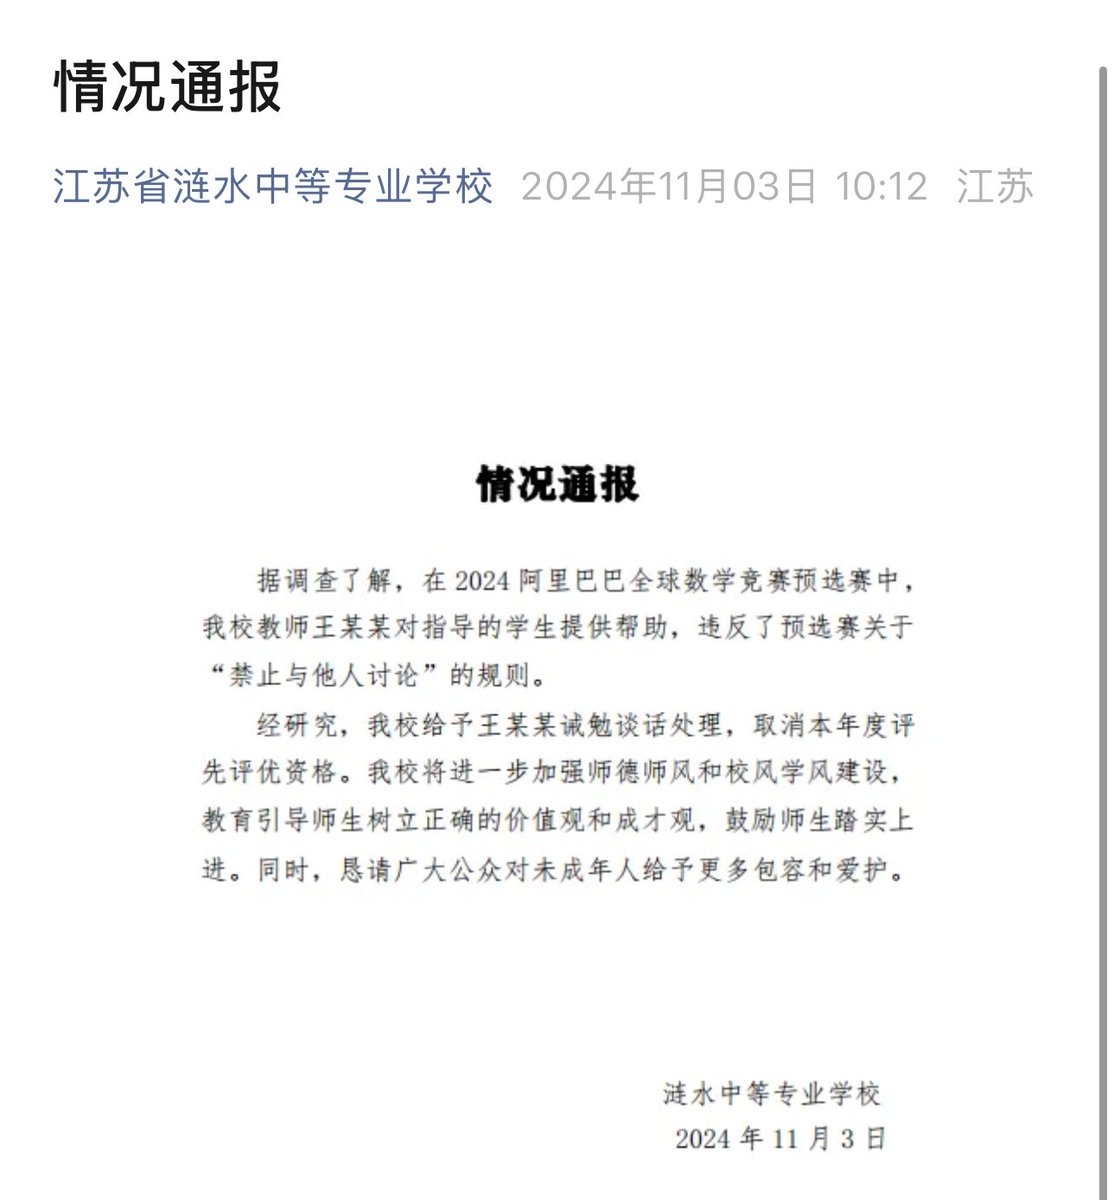 情况通报
江苏省涟水中等专业学校 2024年11月03日 10:12 江苏
情况通报
据调查了解，在 2024 阿里巴巴全球数学竞赛预选赛中，
我校教师王某某对指导的学生提供帮助，违反了预选赛关于
“禁止与他人讨论”的规则。
经研究，我校给予王某某诫勉谈话处理，取消本年度评
先评优资格。我校将进一步加强师德师风和校风学风建设，
教育引导师生树立正确的价值观和成才观，鼓励师生踏实上
进。同时，恳请广大公众对未成年人给予更多包容和爱护。
涟水中等专业学校
2024 年 11 月 3 日